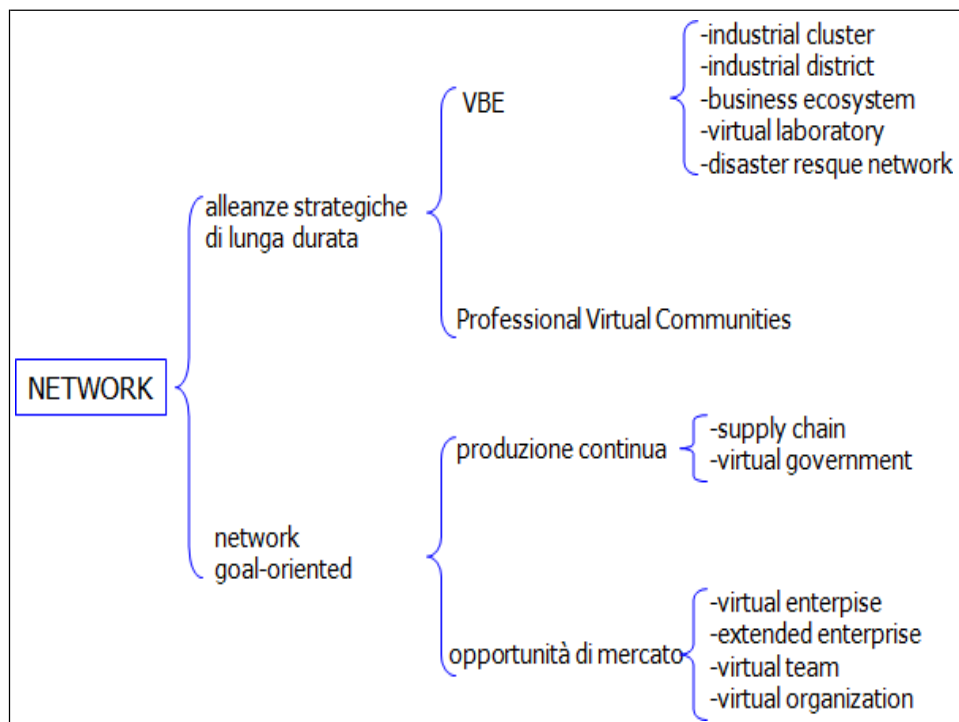 NETWORK
alleanze strategiche
di lunga durata
VBE
-industrial cluster
-industrial district
-business ecosystem
-virtual laboratory
-disaster resque network
Professional Virtual Communities
network
goal-oriented
produzione continua
-supply chain
-virtual government
opportunità di mercato
-virtual enterpise
-extended enterprise
-virtual team
-virtual organization